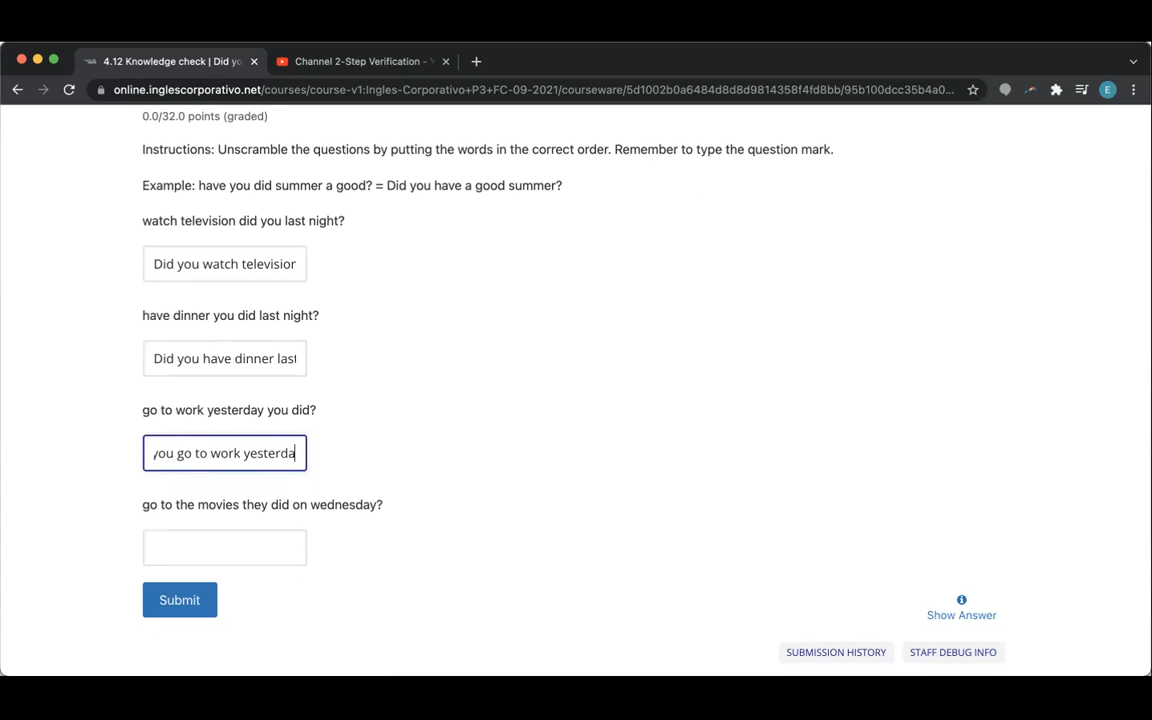 4.12 Knowledge check | Did yo
Channel 2-Step Verification - Y
online.inglescorporativo.net/courses/course-v1:Ingles-Corporativo+P3+FC-09-2021/courseware/5d1002b0a6484d8d8d9814358f4fd8bb/95b100dcc35b4a0...
E
0.0/32.0 points (graded)
Instructions: Unscramble the questions by putting the words in the correct order. Remember to type the question mark.
Example: have you did summer a good? = Did you have a good summer?
watch television did you last night?
Did you watch television
have dinner you did last night?
Did you have dinner last
go to work yesterday you did?
you go to work yesterda
go to the movies they did on wednesday?
Submit
Show Answer
SUBMISSION HISTORY
STAFF DEBUG INFO